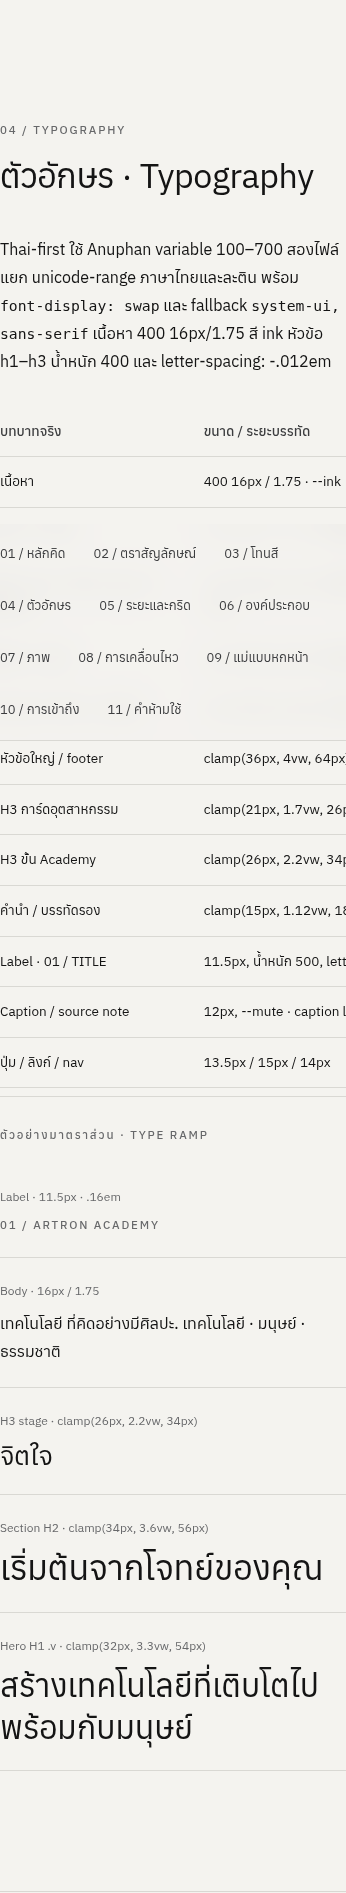 04 / TYPOGRAPHY
ตัวอักษร · Typography
Thai-first ใช้ Anuphan variable 100–700 สองไฟล์
แยก unicode-range ภาษาไทยและละติน พร้อม
font-display: swap และ fallback system-ui,
sans-serif เนื้อหา 400 16px/1.75 สี ink หัวข้อ
h1–h3 น้ำหนัก 400 และ letter-spacing: -.012em
บทบาทจริง ขนาด / ระยะบรรทัด
เนื้อหา 400 16px / 1.75 · --ink
01 / หลักคิด 02 / ตราสัญลักษณ์ 03 / โทนสี
04 / ตัวอักษร 05 / ระยะและกริด 06 / องค์ประกอบ
07 / ภาพ 08 / การเคลื่อนไหว 09 / แม่แบบหกหน้า
10 / การเข้าถึง 11 / คำห้ามใช้
หัวข้อใหญ่ / footer clamp(36px, 4vw, 64px)
H3 การ์ดอุตสาหกรรม clamp(21px, 1.7vw, 26p
H3 ขั้น Academy clamp(26px, 2.2vw, 34p
คำนำ / บรรทัดรอง clamp(15px, 1.12vw, 18
Label · 01 / TITLE 11.5px, น้ำหนัก 500, lett
Caption / source note 12px, --mute · caption l
ปุ่ม / ลิงก์ / nav 13.5px / 15px / 14px
ตัวอย่างมาตราส่วน · TYPE RAMP
Label · 11.5px · .16em
01 / ARTRON ACADEMY
Body · 16px / 1.75
เทคโนโลยี ที่คิดอย่างมีศิลปะ. เทคโนโลยี · มนุษย์ ·
ธรรมชาติ
H3 stage · clamp(26px, 2.2vw, 34px)
จิตใจ
Section H2 · clamp(34px, 3.6vw, 56px)
เริ่มต้นจากโจทย์ของคุณ
Hero H1 .v · clamp(32px, 3.3vw, 54px)
สร้างเทคโนโลยีที่เติบโตไป
พร้อมกับมนุษย์